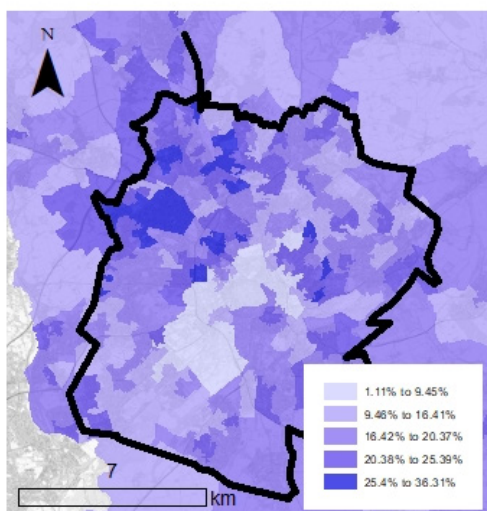 N
1.11% to 9.45%
9.46% to 16.41%
16.42% to 20.37%
20.38% to 25.39%
25.4% to 36.31%
7
km